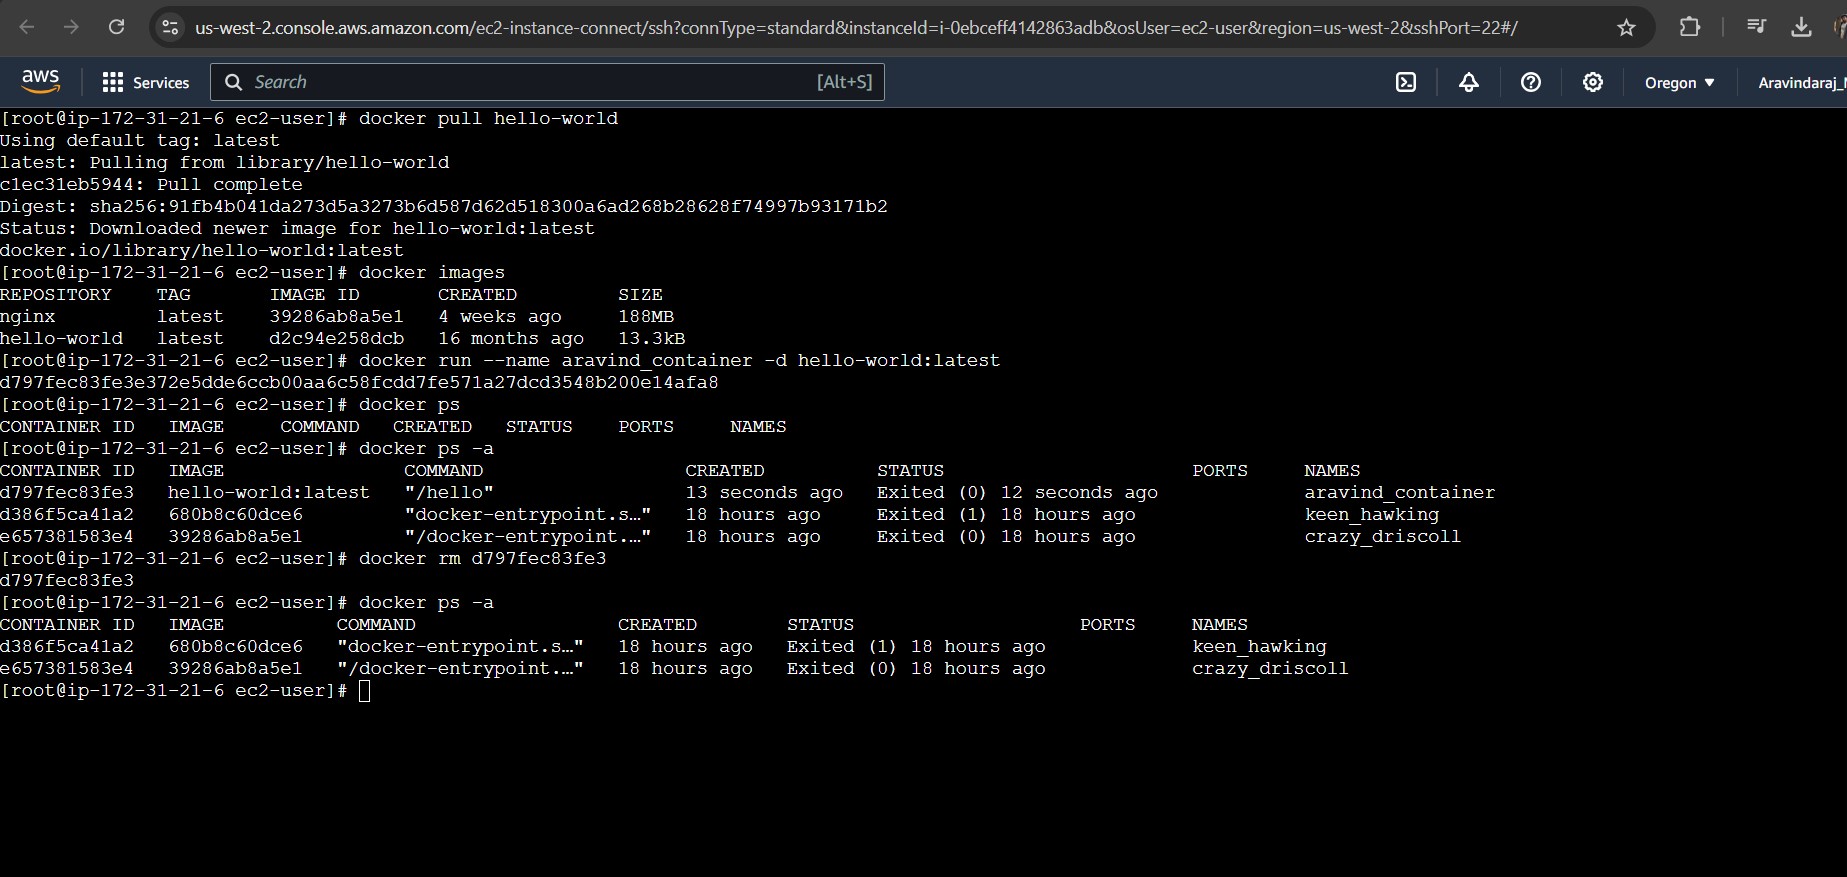 us-west-2.console.aws.amazon.com/ec2-instance-connect/ssh?connType=standard&instanceId=i-0ebceff4142863adb&osUser=ec2-user&region=us-west-2&sshPort=22#/
aws Services Search [Alt+S] Oregon Aravindaraj_
[root@ip-172-31-21-6 ec2-user]# docker pull hello-world
Using default tag: latest
latest: Pulling from library/hello-world
c1ec31eb5944: Pull complete
Digest: sha256:91fb4b041da273d5a3273b6d587d62d518300a6ad268b28628f74997b93171b2
Status: Downloaded newer image for hello-world:latest
docker.io/library/hello-world:latest
[root@ip-172-31-21-6 ec2-user]# docker images
REPOSITORY TAG IMAGE ID CREATED SIZE
nginx latest 39286ab8a5e1 4 weeks ago 188MB
hello-world latest d2c94e258dcb 16 months ago 13.3kB
[root@ip-172-31-21-6 ec2-user]# docker run --name aravind_container -d hello-world:latest
d797fec83fe3e372e5dde6ccb00aa6c58fcdd7fe571a27dcd3548b200e14afa8
[root@ip-172-31-21-6 ec2-user]# docker ps
CONTAINER ID IMAGE COMMAND CREATED STATUS PORTS NAMES
[root@ip-172-31-21-6 ec2-user]# docker ps -a
CONTAINER ID IMAGE COMMAND CREATED STATUS PORTS NAMES
d797fec83fe3 hello-world:latest "/hello" 13 seconds ago Exited (0) 12 seconds ago aravind_container
d386f5ca41a2 680b8c60dce6 "docker-entrypoint.s…" 18 hours ago Exited (1) 18 hours ago keen_hawking
e657381583e4 39286ab8a5e1 "/docker-entrypoint.…" 18 hours ago Exited (0) 18 hours ago crazy_driscoll
[root@ip-172-31-21-6 ec2-user]# docker rm d797fec83fe3
d797fec83fe3
[root@ip-172-31-21-6 ec2-user]# docker ps -a
CONTAINER ID IMAGE COMMAND CREATED STATUS PORTS NAMES
d386f5ca41a2 680b8c60dce6 "docker-entrypoint.s…" 18 hours ago Exited (1) 18 hours ago keen_hawking
e657381583e4 39286ab8a5e1 "/docker-entrypoint.…" 18 hours ago Exited (0) 18 hours ago crazy_driscoll
[root@ip-172-31-21-6 ec2-user]#